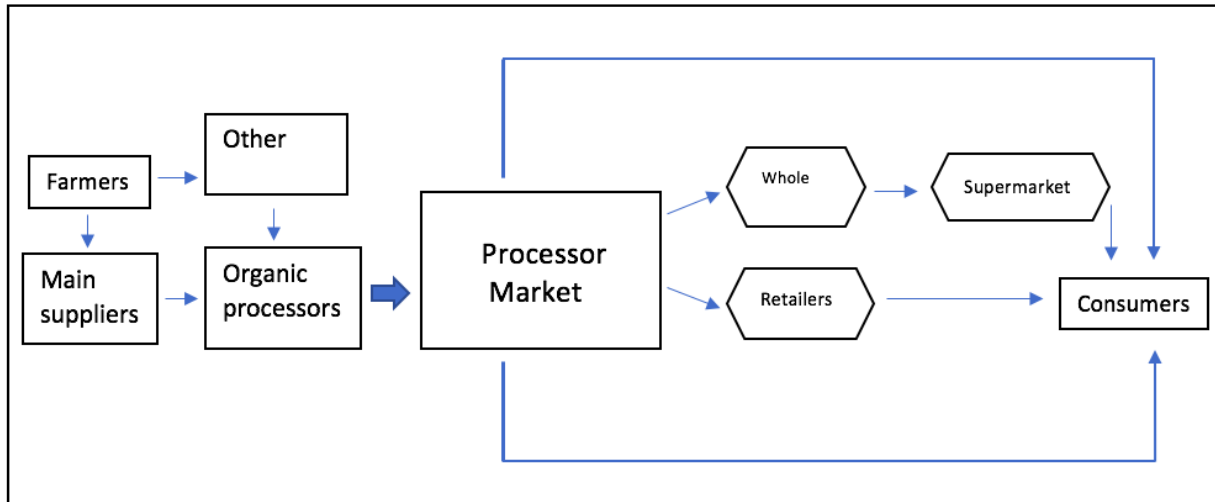 Other
Farmers
Main
suppliers
Organic
processors
Processor
Market
Whole
Supermarket
Retailers
Consumers